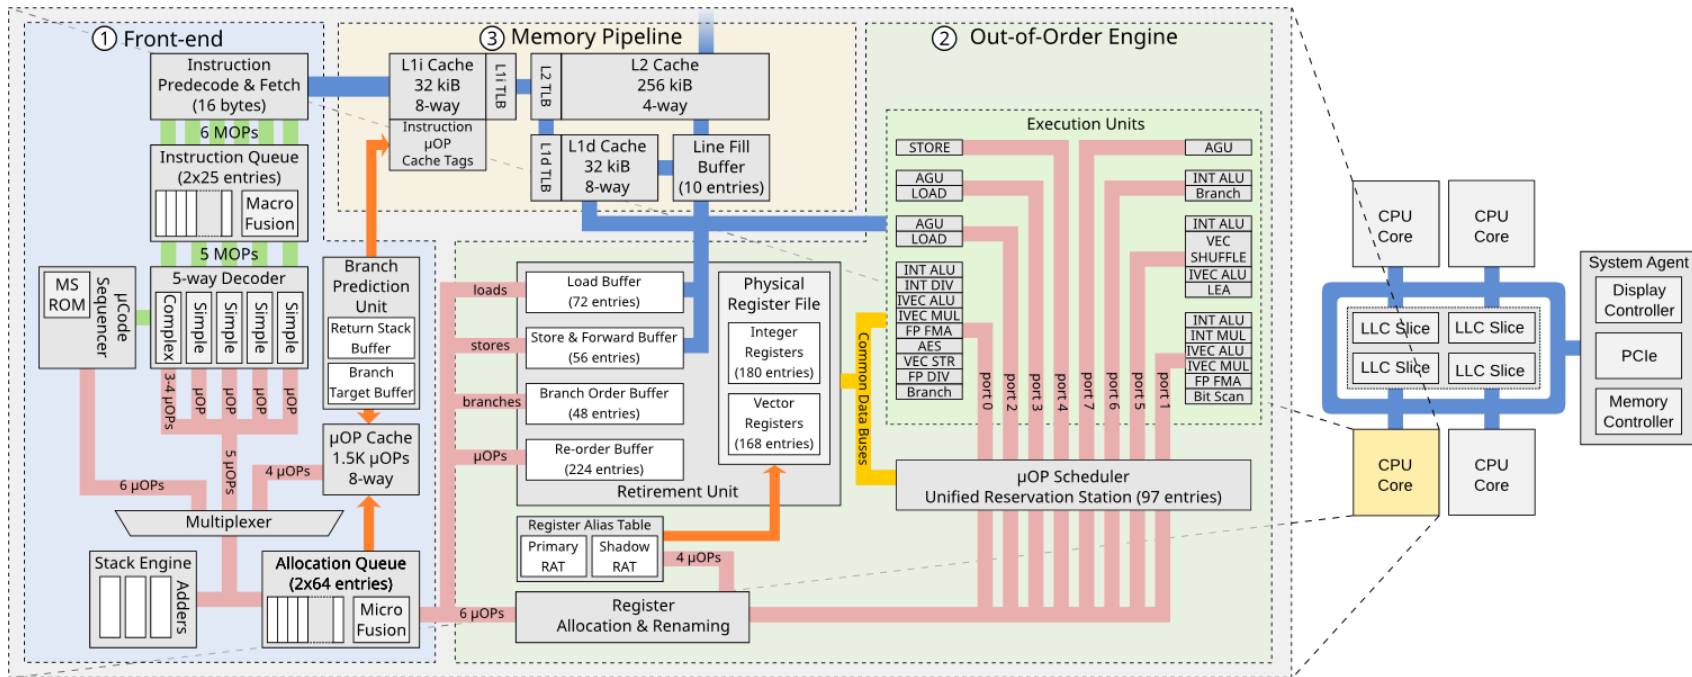 ① Front-end
Instruction
Predecode & Fetch
(16 bytes)
6 MOPs
Instruction Queue
(2x25 entries)
Macro
Fusion
5 MOPs
MS
ROM
µCode
Sequencer
5-way Decoder
Complex
Simple
Simple
Simple
Simple
3-4 µOPs
µOP
µOP
µOP
µOP
Branch
Prediction
Unit
Return Stack
Buffer
Branch
Target Buffer
µOP Cache
1.5K µOPs
8-way
6 µOPs
5 µOPs
4 µOPs
Multiplexer
Stack Engine
Adders
Allocation Queue
(2x64 entries)
Micro
Fusion
③ Memory Pipeline
L1i Cache
32 kiB
8-way
L1i TLB
Instruction
µOP
Cache Tags
L2 TLB
L2 Cache
256 kiB
4-way
L1d TLB
L1d Cache
32 kiB
8-way
Line Fill
Buffer
(10 entries)
② Out-of-Order Engine
Execution Units
STORE
AGU
LOAD
AGU
LOAD
INT ALU
INT DIV
IVEC ALU
IVEC MUL
FP FMA
AES
VEC STR
FP DIV
Branch
AGU
INT ALU
Branch
INT ALU
VEC
SHUFFLE
IVEC ALU
LEA
INT ALU
INT MUL
IVEC ALU
IVEC MUL
FP FMA
Bit Scan
port 0
port 2
port 3
port 4
port 7
port 6
port 5
port 1
Common Data Buses
µOP Scheduler
Unified Reservation Station (97 entries)
loads
stores
branches
µOPs
Load Buffer
(72 entries)
Store & Forward Buffer
(56 entries)
Branch Order Buffer
(48 entries)
Re-order Buffer
(224 entries)
Physical
Register File
Integer
Registers
(180 entries)
Vector
Registers
(168 entries)
Retirement Unit
Register Alias Table
Primary
RAT
Shadow
RAT
4 µOPs
6 µOPs
Register
Allocation & Renaming
CPU
Core
CPU
Core
LLC Slice
LLC Slice
LLC Slice
LLC Slice
CPU
Core
CPU
Core
System Agent
Display
Controller
PCIe
Memory
Controller